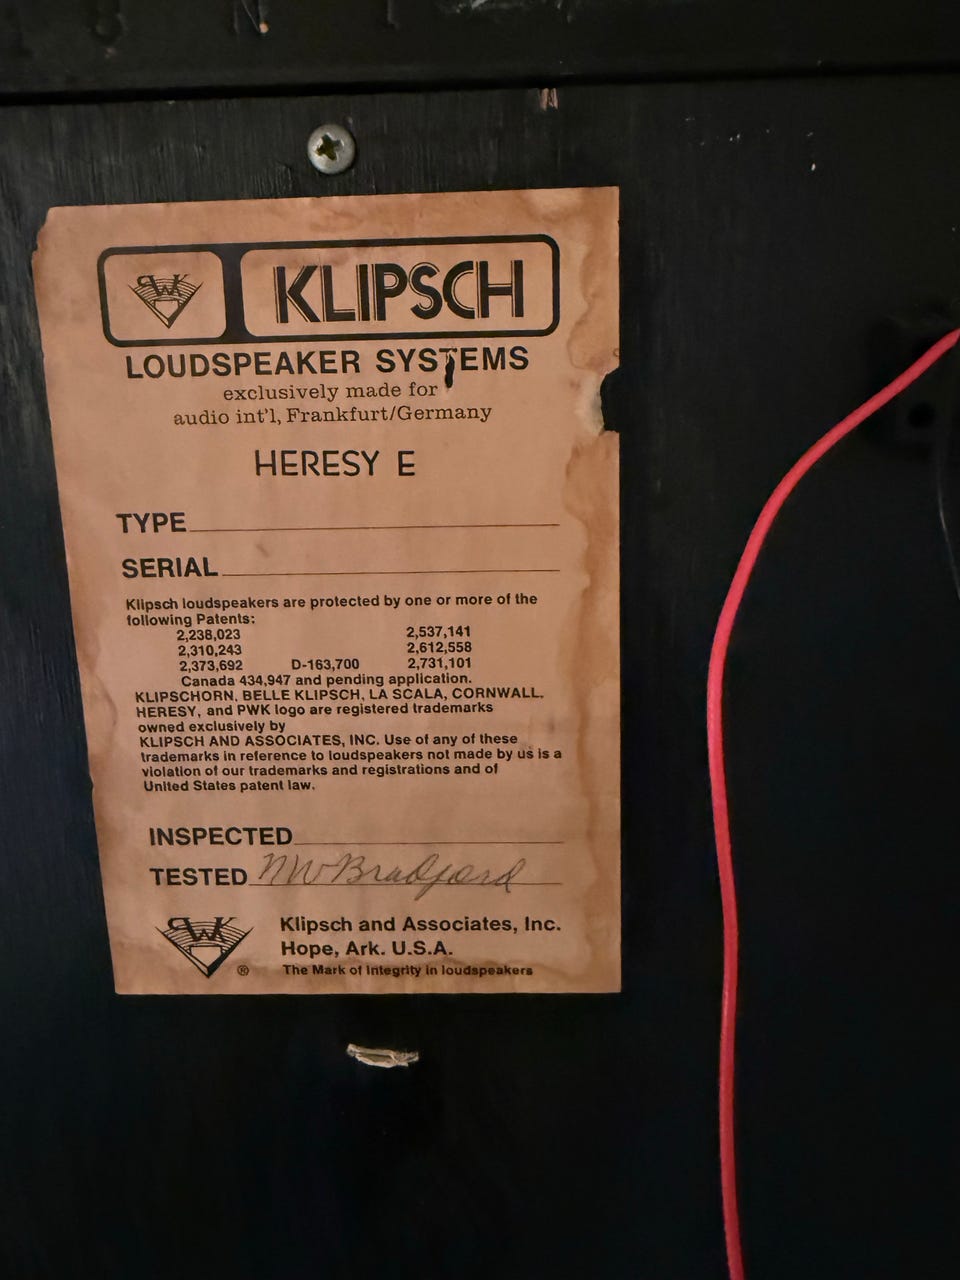 PWK KLIPSCH
LOUDSPEAKER SYSTEMS
exclusively made for
audio int'l, Frankfurt/Germany
HERESY E
TYPE
SERIAL
Klipsch loudspeakers are protected by one or more of the
following Patents:
2,238,023 2,537,141
2,310,243 2,612,558
2,373,692 D-163,700 2,731,101
Canada 434,947 and pending application.
KLIPSCHORN, BELLE KLIPSCH, LA SCALA, CORNWALL,
HERESY, and PWK logo are registered trademarks
owned exclusively by
KLIPSCH AND ASSOCIATES, INC. Use of any of these
trademarks in reference to loudspeakers not made by us is a
violation of our trademarks and registrations and of
United States patent law.
INSPECTED
TESTED NWBradford
PWK ® Klipsch and Associates, Inc.
Hope, Ark. U.S.A.
The Mark of Integrity in loudspeakers